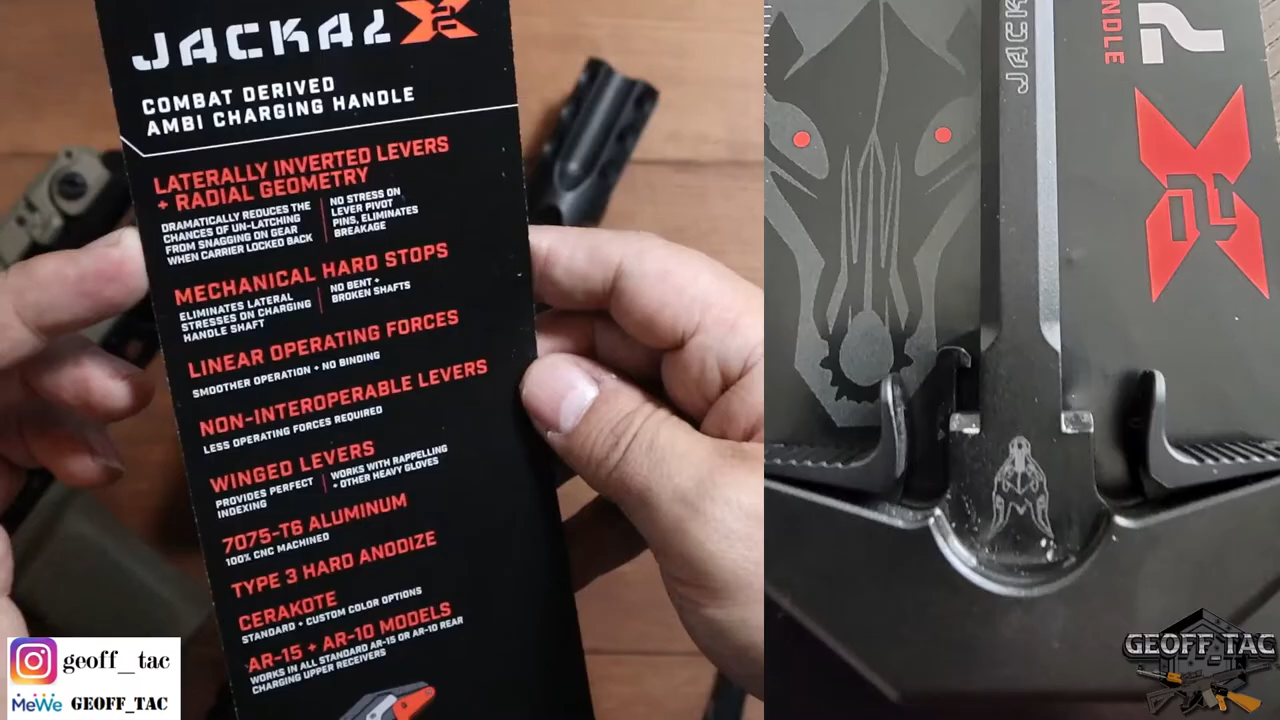 JACKAL
COMBAT DERIVED
AMBI CHARGING HANDLE
LATERALLY INVERTED LEVERS
+ RADIAL GEOMETRY
DRAMATICALLY REDUCES THE
CHANCES OF UN-LATCHING
FROM SNAGGING ON GEAR
WHEN CARRIER LOCKED BACK
NO STRESS ON
LEVER PIVOT
PINS, ELIMINATES
BREAKAGE
MECHANICAL HARD STOPS
ELIMINATES LATERAL
STRESSES ON CHARGING
HANDLE SHAFT
NO BENT +
BROKEN SHAFTS
LINEAR OPERATING FORCES
SMOOTHER OPERATION + NO BINDING
NON-INTEROPERABLE LEVERS
LESS OPERATING FORCES REQUIRED
WINGED LEVERS
PROVIDES PERFECT
INDEXING
WORKS WITH RAPPELLING
+ OTHER HEAVY GLOVES
7075-T6 ALUMINUM
100% CNC MACHINED
TYPE 3 HARD ANODIZE
CERAKOTE
STANDARD + CUSTOM COLOR OPTIONS
AR-15 + AR-10 MODELS
WORKS IN ALL STANDARD AR-15 OR AR-10 REAR
CHARGING UPPER RECEIVERS
geoff_tac
MeWe GEOFF_TAC
JACK
NDLE
GEOFF_TAC